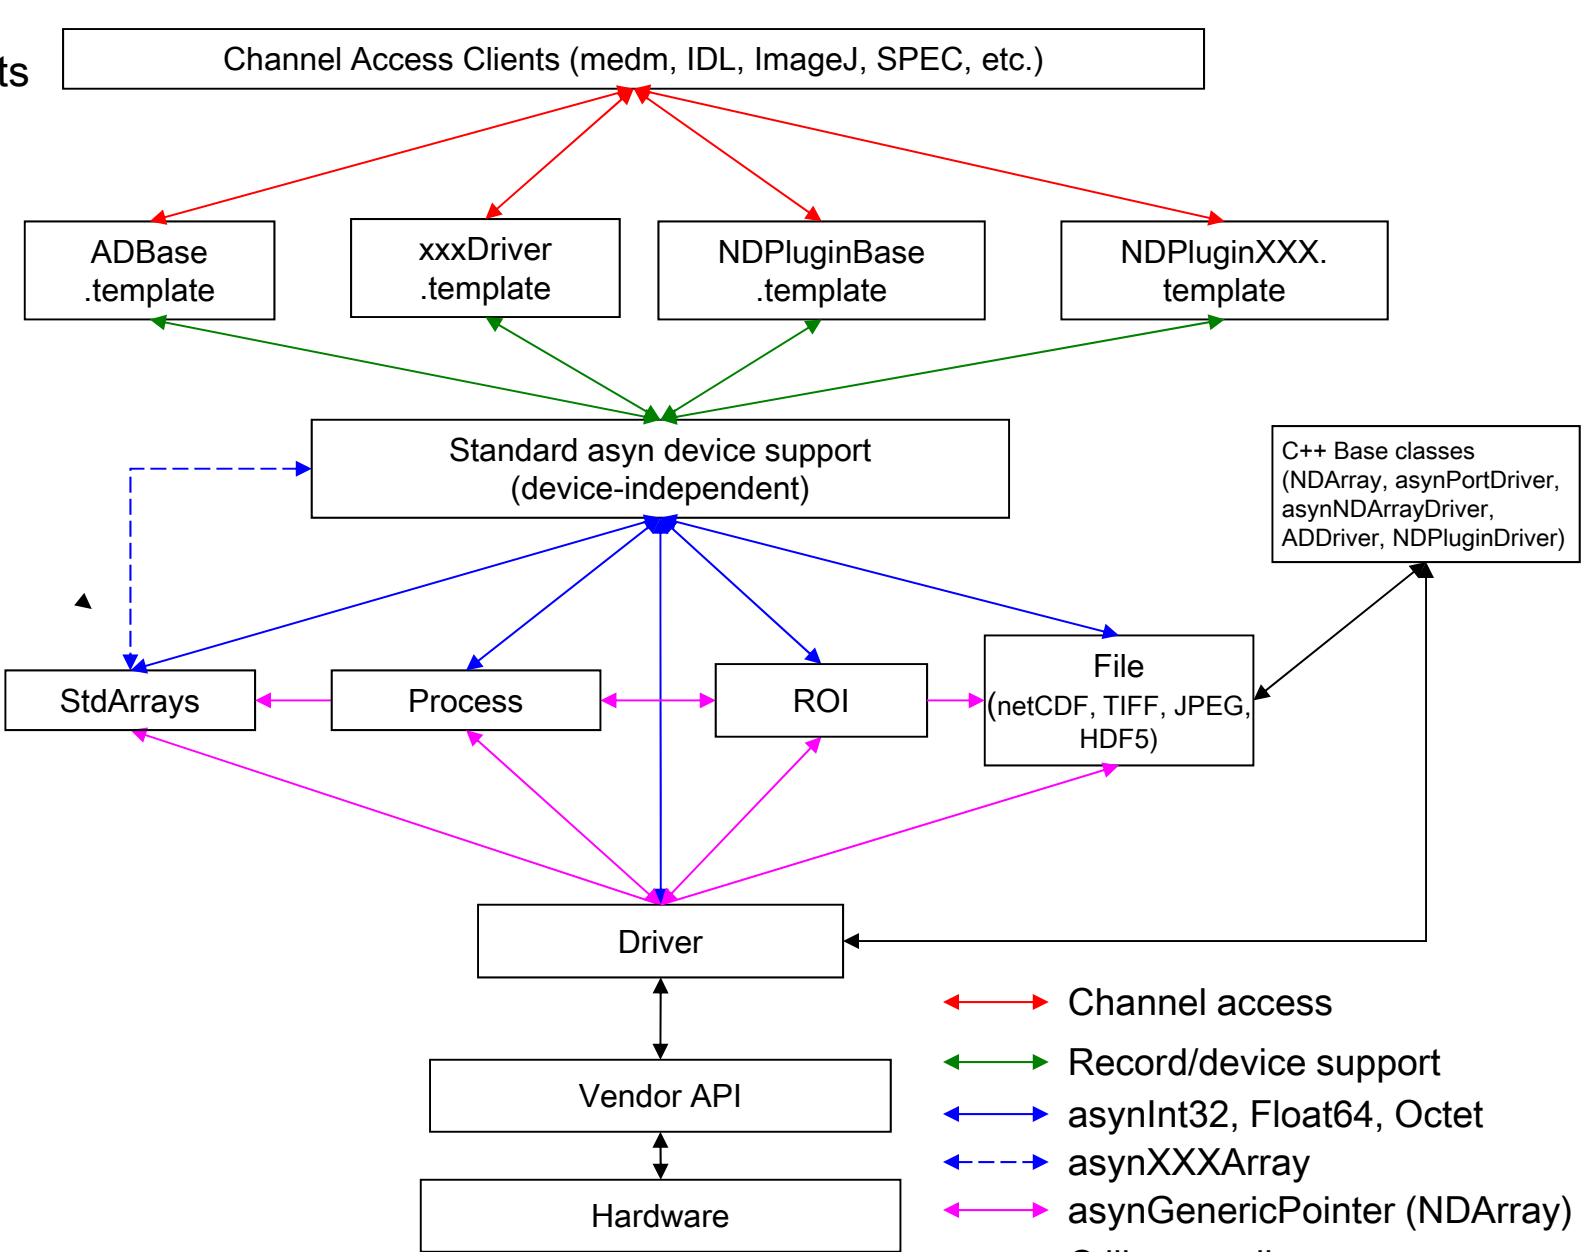 ts
Channel Access Clients (medm, IDL, ImageJ, SPEC, etc.)
ADBase
.template
xxxDriver
.template
NDPluginBase
.template
NDPluginXXX.
template
Standard asyn device support
(device-independent)
C++ Base classes
(NDArray, asynPortDriver,
asynNDArrayDriver,
ADDriver, NDPluginDriver)
StdArrays
Process
ROI
File
(netCDF, TIFF, JPEG,
HDF5)
Driver
Vendor API
Hardware
Channel access
Record/device support
asynInt32, Float64, Octet
asynXXXArray
asynGenericPointer (NDArray)